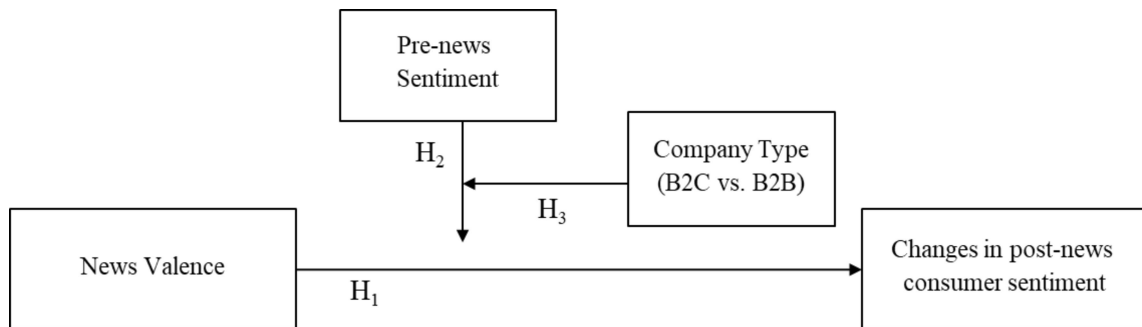 Pre-news
Sentiment
H₂
Company Type
(B2C vs. B2B)
H₃
News Valence
H₁
Changes in post-news
consumer sentiment